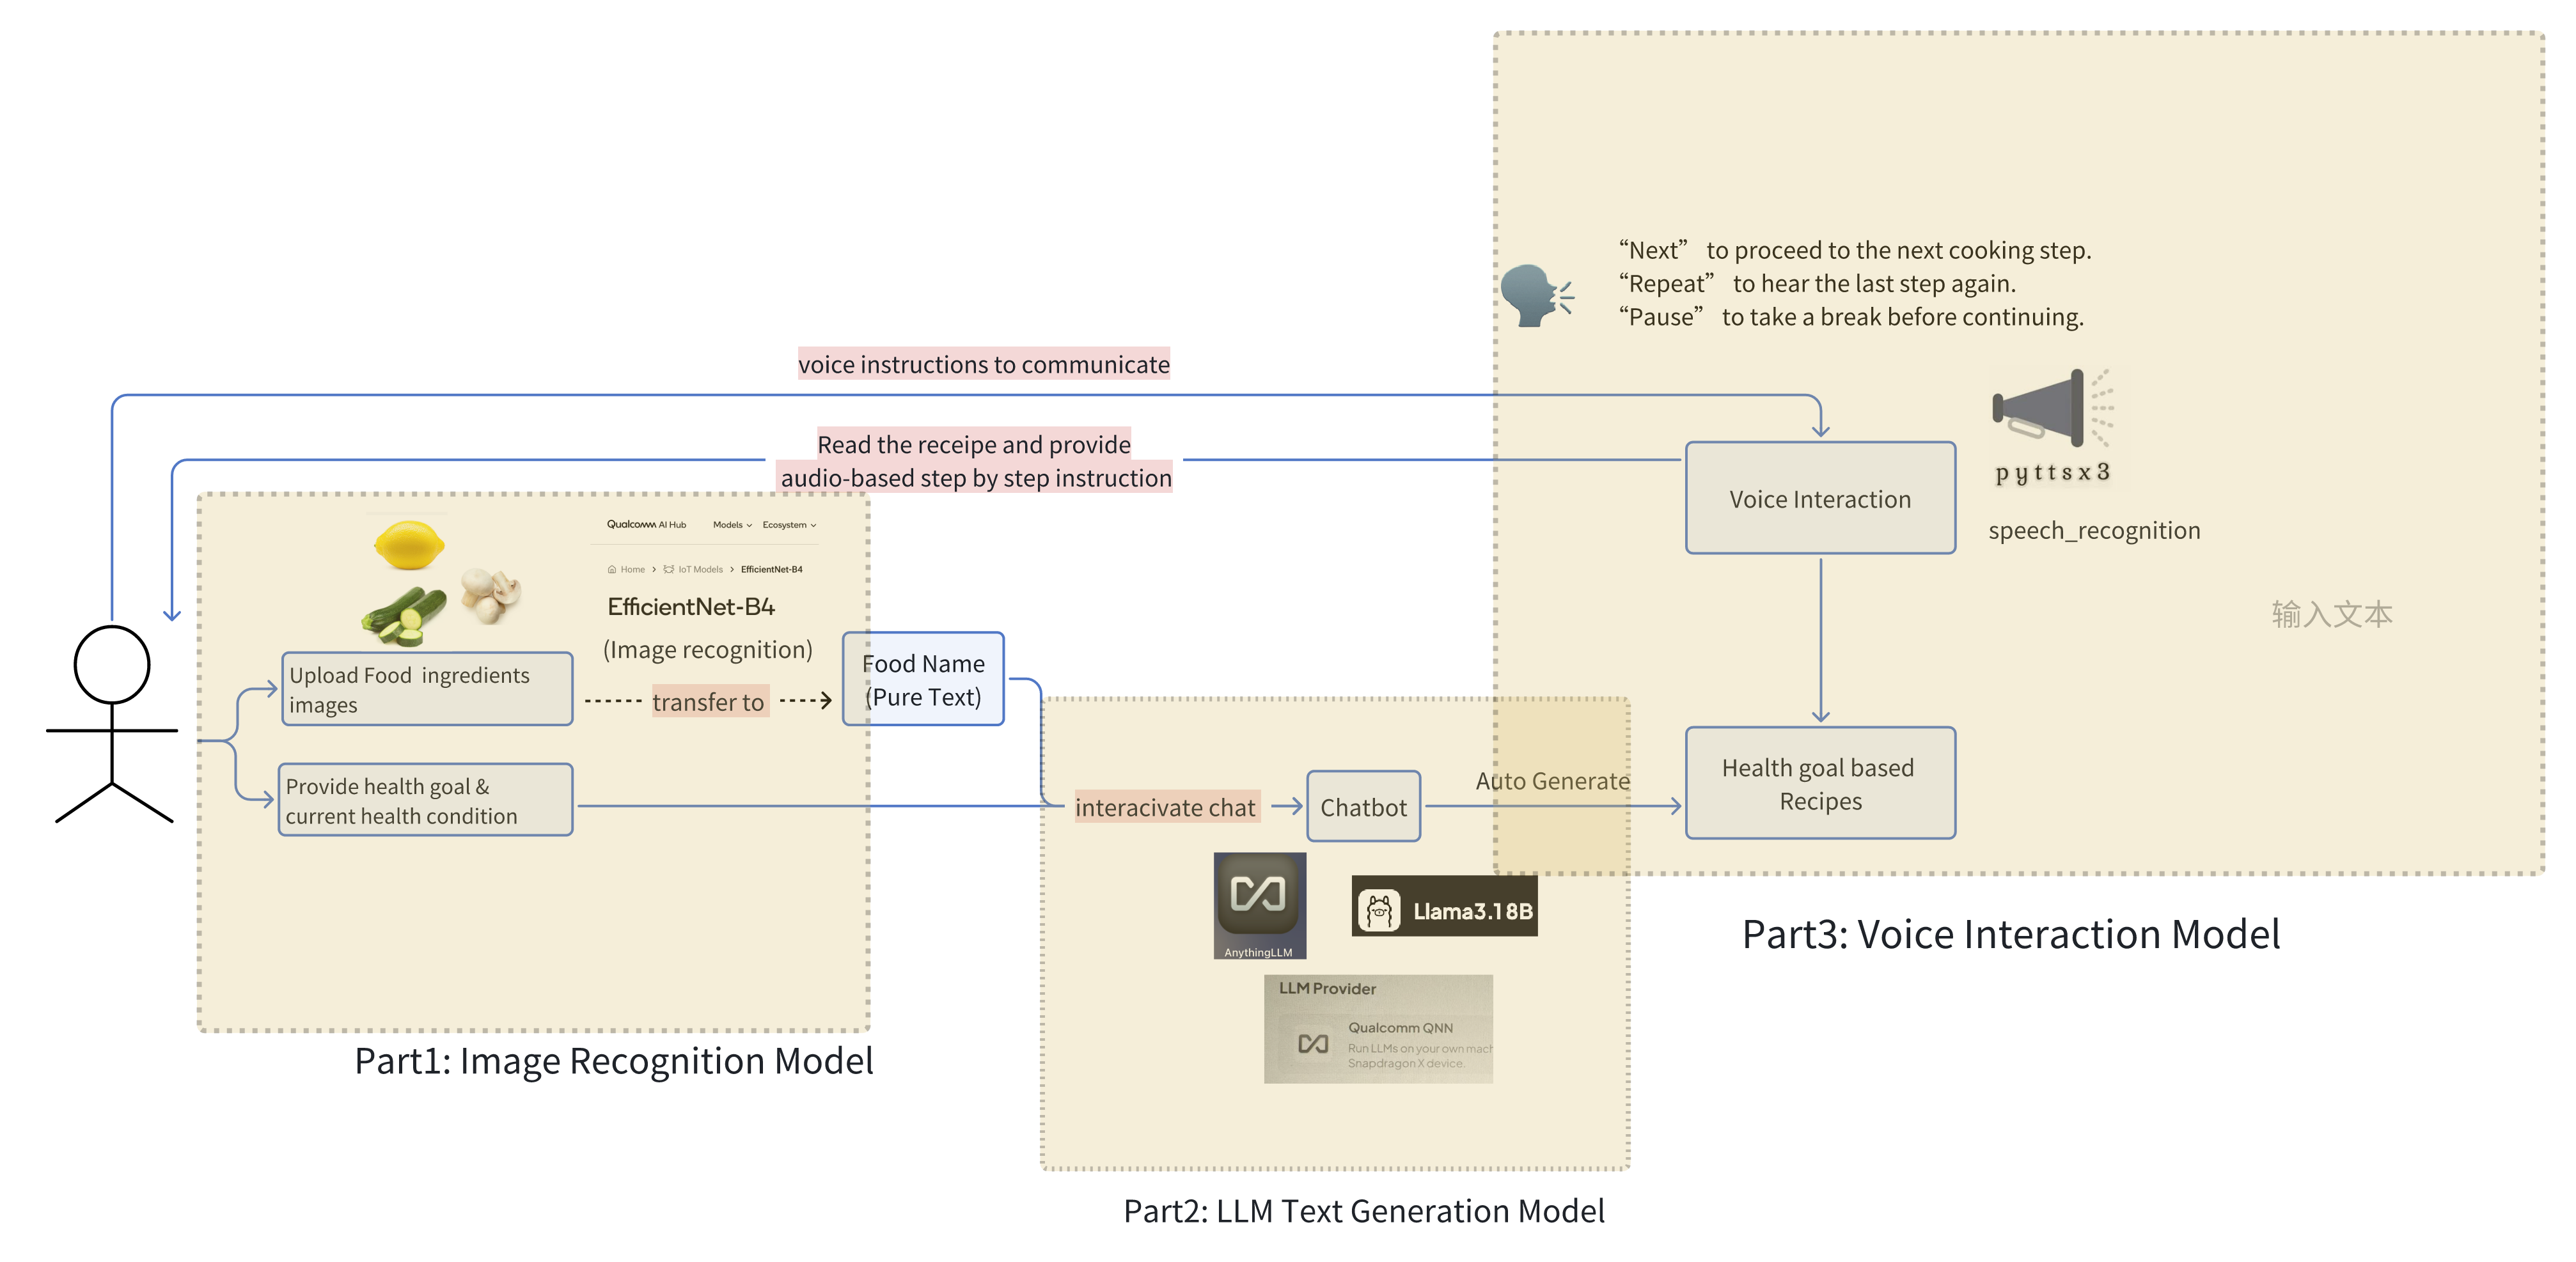 “Next” to proceed to the next cooking step.
“Repeat” to hear the last step again.
“Pause” to take a break before continuing.
voice instructions to communicate
Read the receipe and provide
audio-based step by step instruction
pyttsx3
Voice Interaction
speech_recognition
输入文本
Qualcomm AI Hub Models Ecosystem
Home > IoT Models > EfficientNet-B4
EfficientNet-B4
(Image recognition)
Upload Food ingredients
images
transfer to
Food Name
(Pure Text)
Provide health goal &
current health condition
interacivate chat
Chatbot
Auto Generate
Health goal based
Recipes
AnythingLLM
Llama3.1 8B
LLM Provider
Qualcomm QNN
Run LLMs on your own mach
Snapdragon X device.
Part3: Voice Interaction Model
Part1: Image Recognition Model
Part2: LLM Text Generation Model